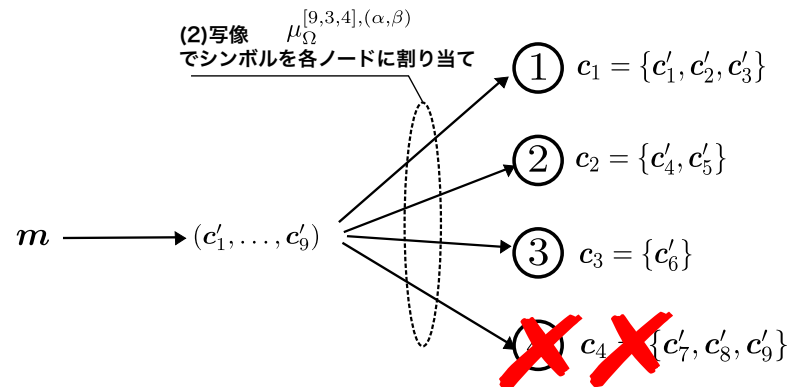 (2)写像 μ_Ω^{[9,3,4],(α,β)}
でシンボルを各ノードに割り当て
1 c_1 = {c'_1, c'_2, c'_3}
2 c_2 = {c'_4, c'_5}
m (c'_1, ..., c'_9)
3 c_3 = {c'_6}
c_4 = {c'_7, c'_8, c'_9}